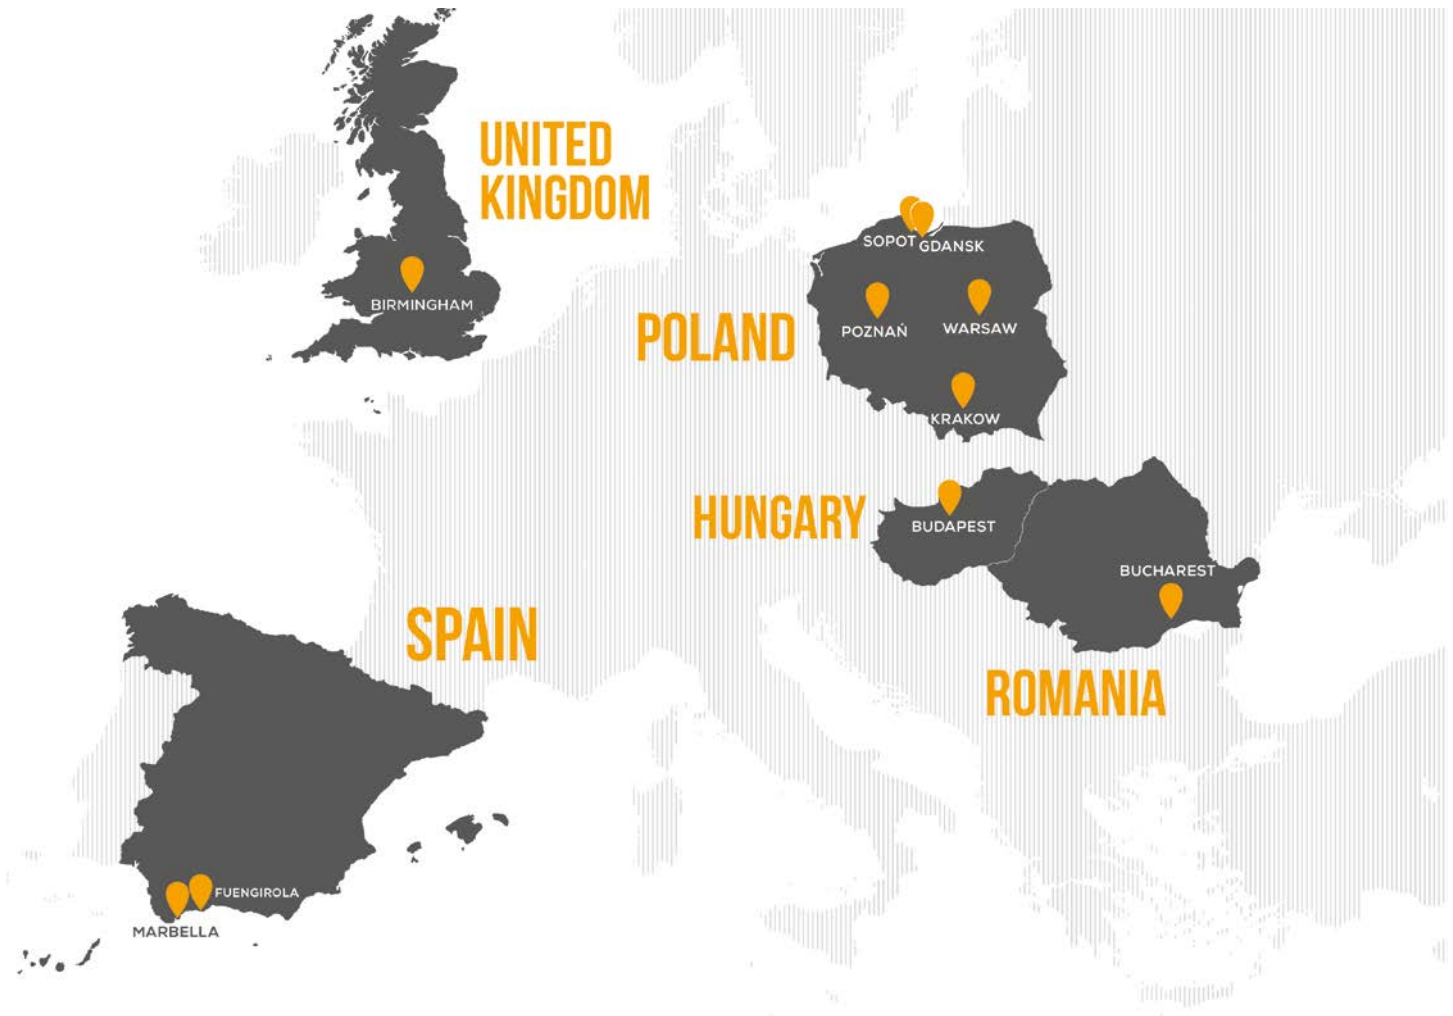 UNITED
KINGDOM
SOPOT
GDANSK
BIRMINGHAM
POLAND
POZNAŃ
WARSAW
KRAKOW
HUNGARY
BUDAPEST
BUCHAREST
SPAIN
ROMANIA
FUENGIROLA
MARBELLA